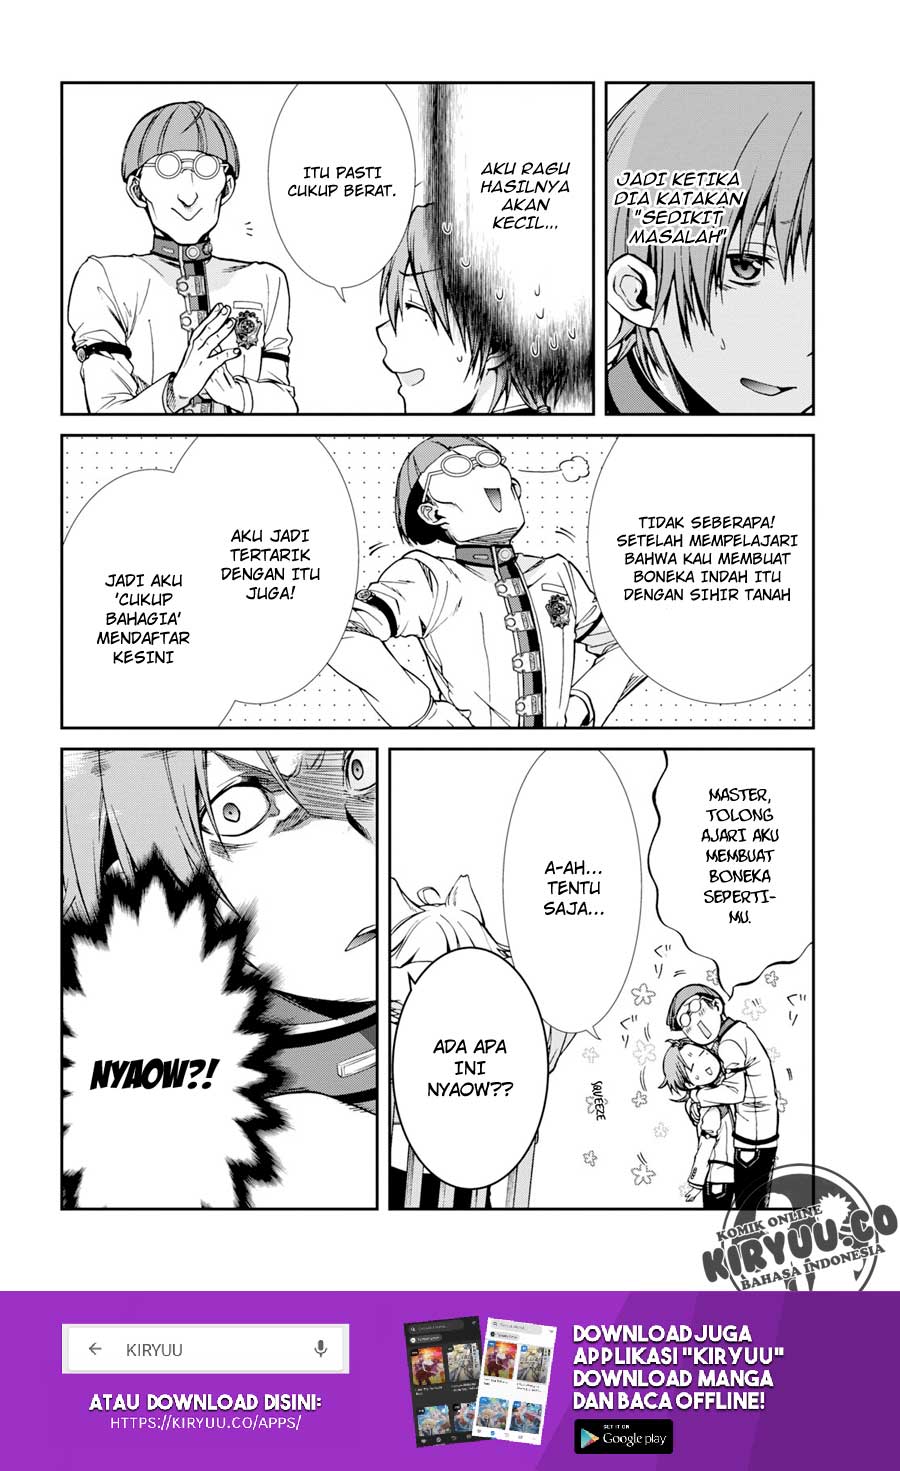 JADI KETIKA
DIA KATAKAN
"SEDIKIT
MASALAH"
AKU RAGU
HASILNYA
AKAN
KECIL...
ITU PASTI
CUKUP BERAT.
TIDAK SEBERAPA!
SETELAH MEMPELAJARI
BAHWA KAU MEMBUAT
BONEKA INDAH ITU
DENGAN SIHIR TANAH
AKU JADI
TERTARIK
DENGAN ITU
JUGA!
JADI AKU
'CUKUP
BAHAGIA'
MENDAFTAR
KESINI
MASTER,
TOLONG
AJARI AKU
MEMBUAT
BONEKA
SEPERTI-
MU.
A-AH...
TENTU
SAJA...
SQUEEZE
ADA APA
INI
NYAOW??
NYAOW?!
KOMIK ONLINE
KIRYUU.CO
BAHASA INDONESIA
KIRYUU
ATAU DOWNLOAD DISINI:
HTTPS://KIRYUU.CO/APPS/
DOWNLOAD JUGA
APPLIKASI "KIRYUU"
DOWNLOAD MANGA
DAN BACA OFFLINE!
GET IT ON
Google play